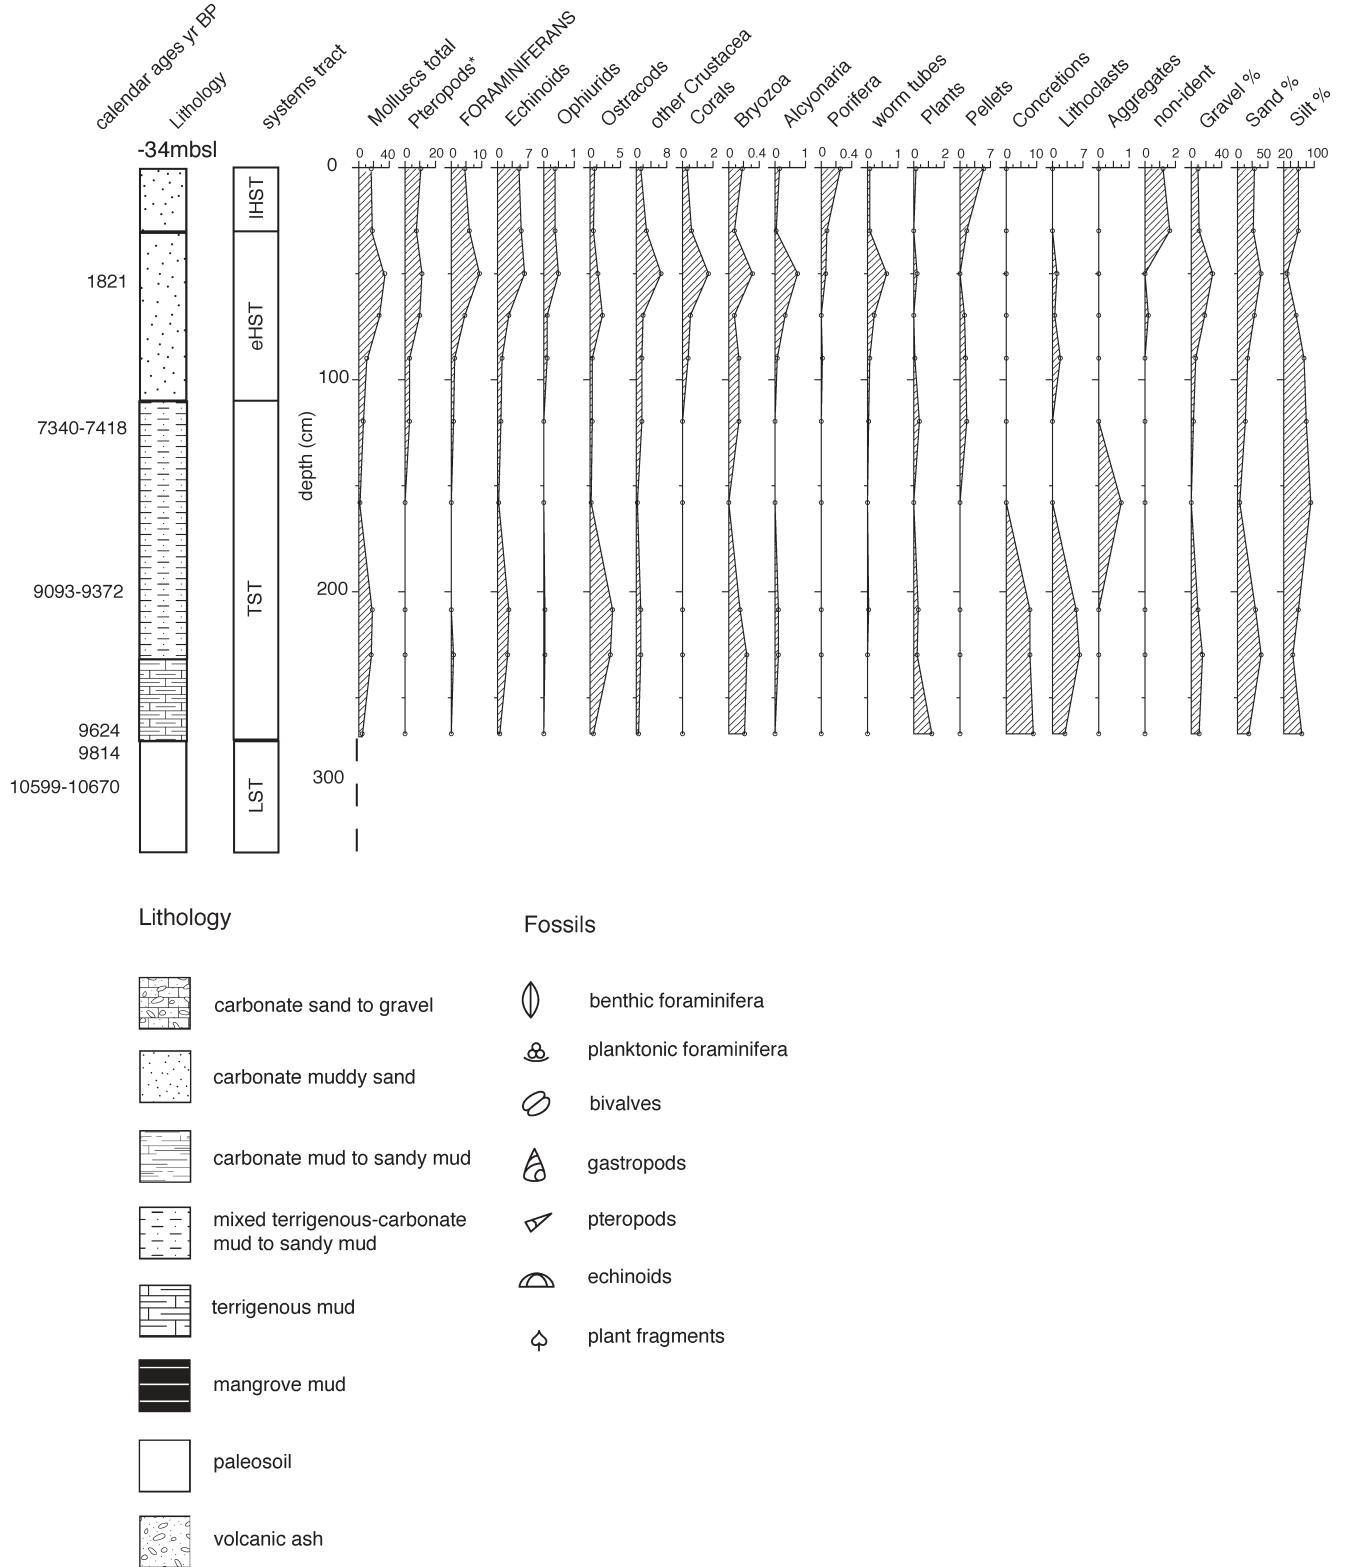 calendar ages yr BP
Lithology
systems tract
Molluscs total
Pteropods*
FORAMINIFERANS
Echinoids
Ophiurids
Ostracods
other Crustacea
Corals
Bryozoa
Alcyonaria
Porifera
worm tubes
Plants
Pellets
Concretions
Lithoclasts
Aggregates
non-ident
Gravel %
Sand %
Silt %
-34mbsl
0 40 0 20 0 10 0 7 0 1 0 5 0 8 0 2 0 0.4 0 1 0 0.4 0 1 0 2 0 7 0 10 0 7 0 1 0 2 0 40 0 50 20 100
0
lHST
1821
eHST
100
7340-7418
depth (cm)
9093-9372
TST
200
9624
9814
10599-10670
LST
300
Lithology
Fossils
carbonate sand to gravel
benthic foraminifera
planktonic foraminifera
carbonate muddy sand
bivalves
carbonate mud to sandy mud
gastropods
mixed terrigenous-carbonate
mud to sandy mud
pteropods
echinoids
terrigenous mud
plant fragments
mangrove mud
paleosoil
volcanic ash